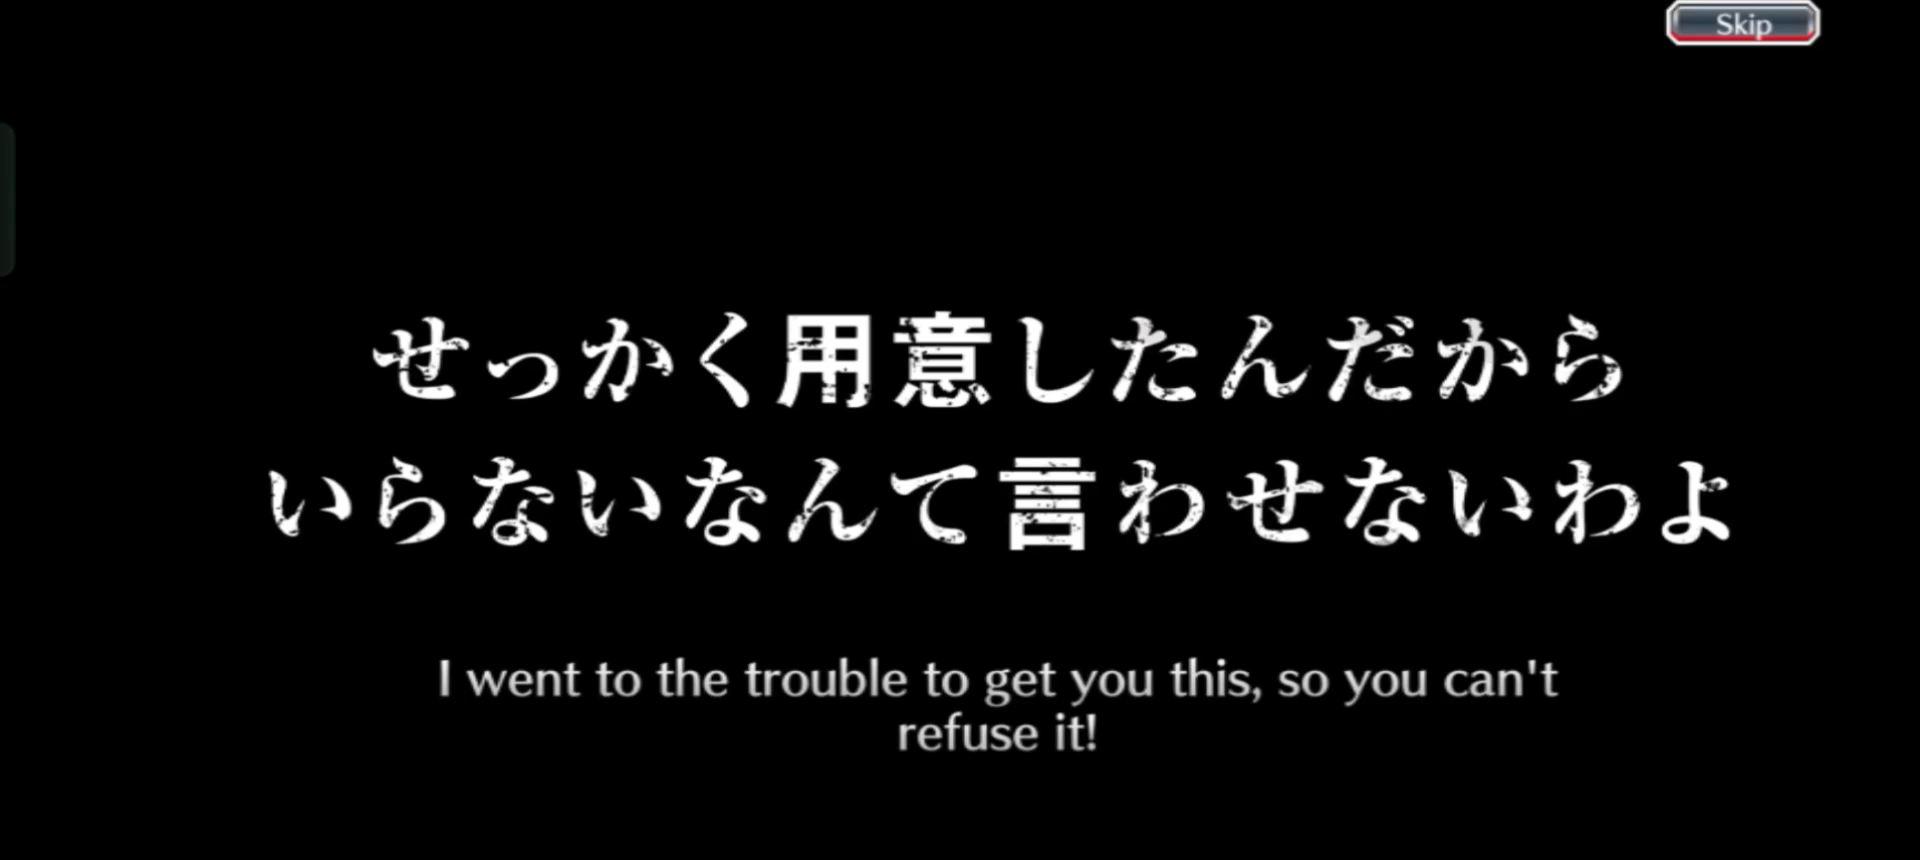 Skip
せっかく用意したんだから
いらないなんて言わせないわよ
I went to the trouble to get you this, so you can't
refuse it!